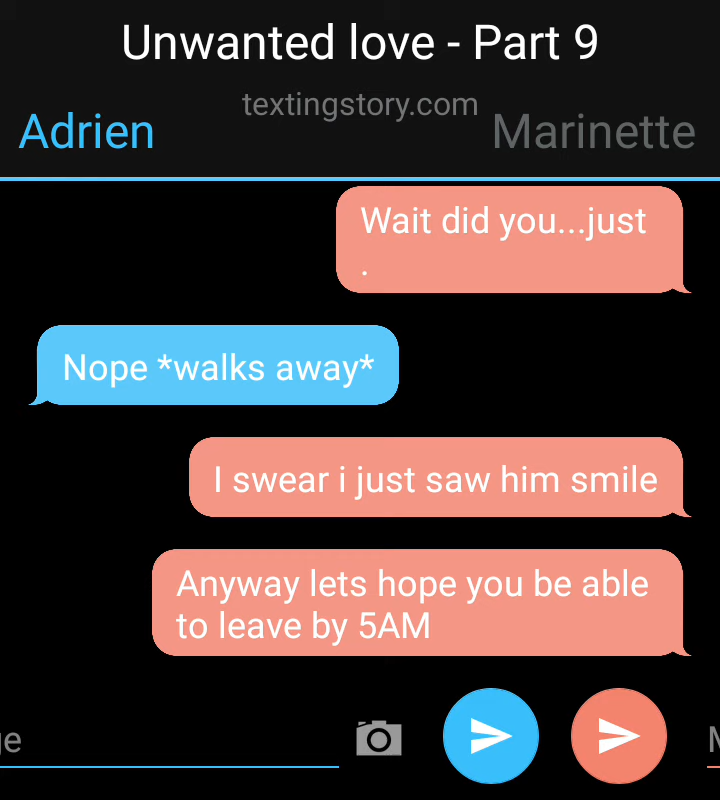 Unwanted love - Part 9
textingstory.com
Adrien
Marinette
Wait did you...just
.
Nope *walks away*
I swear i just saw him smile
Anyway lets hope you be able
to leave by 5AM